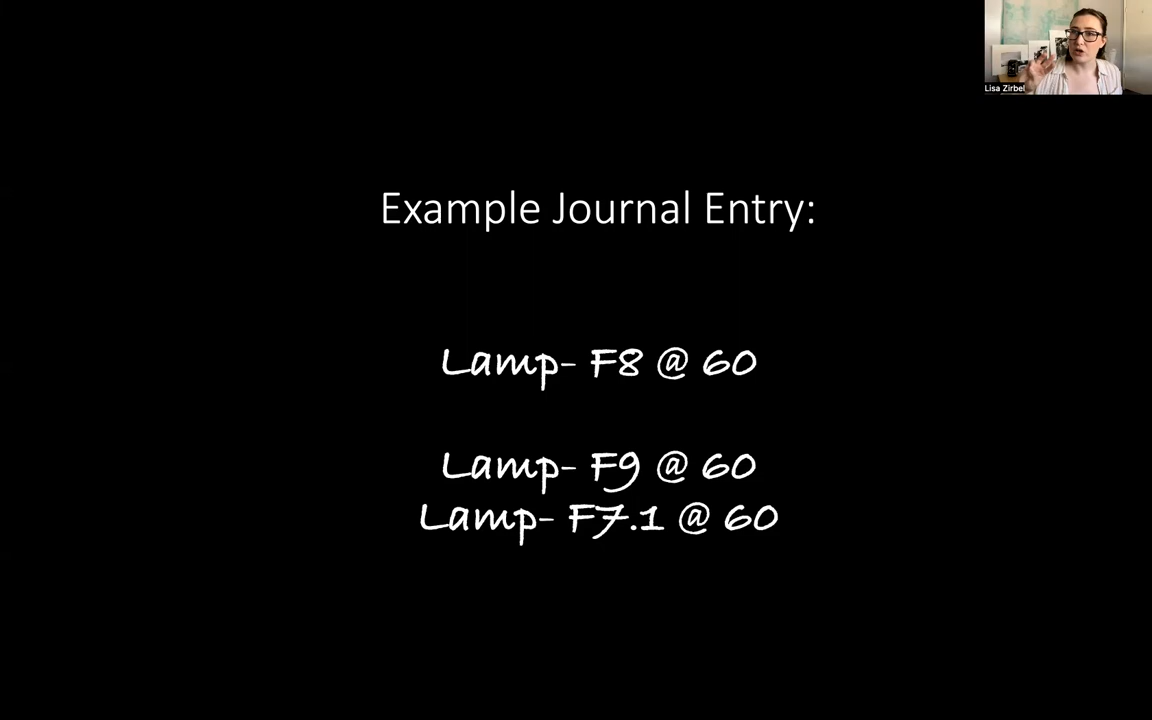 Lisa Zirbel
Example Journal Entry:
Lamp- F8 @ 60
Lamp- F9 @ 60
Lamp- F7.1 @ 60